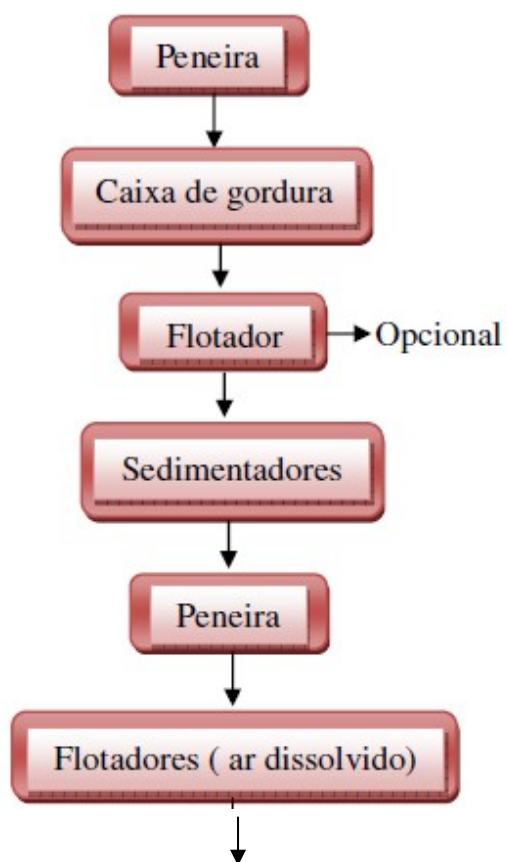 Peneira
Caixa de gordura
Flotador
Opcional
Sedimentadores
Peneira
Flotadores ( ar dissolvido)